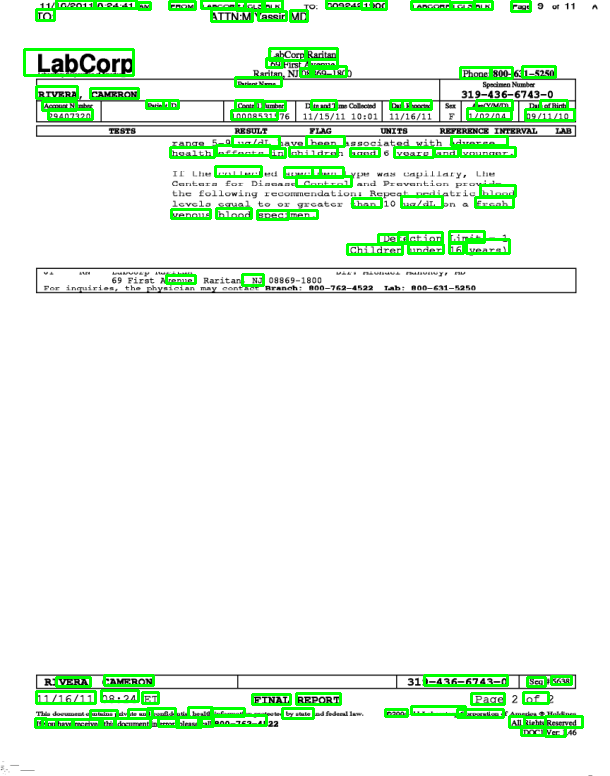 11/16/2011 8:24:41 AM FROM: LABCORP LCLS BLK TO: 6092421900 LABCORP LCLS BLK Page 9 of 11
TO: ATTN:M Yassir MD
LabCorp
LabCorp Raritan
69 First Avenue
Raritan, NJ 08869-1800
Phone: 800-631-5250
Patient Name
Specimen Number
RIVERA, CAMERON
319-436-6743-0
Account Number Patient ID Control Number Date and Time Collected Date Reported Sex Age(Y/M/D) Date of Birth
29407320 10008531976 11/15/11 10:01 11/16/11 F 1/02/04 09/11/10
TESTS RESULT FLAG UNITS REFERENCE INTERVAL LAB
range 5-9 ug/dL have been associated with adverse
health effects in children aged 6 years and younger.
If the collected specimen type was capillary, the
Centers for Disease Control and Prevention provide
the following recommendation: Repeat pediatric blood
levels equal to or greater than 10 ug/dL on a fresh
venous blood specimen.
Detection Limit = 1
Children under 16 years)
01 RN LabCorp Raritan Dir: Michael Mahoney, MD
69 First Avenue, Raritan, NJ 08869-1800
For inquiries, the physician may contact Branch: 800-762-4522 Lab: 800-631-5250
RIVERA, CAMERON 319-436-6743-0 Seq # 5638
11/16/11 08:24 ET FINAL REPORT Page 2 of 2
This document contains private and confidential health information protected by state and federal law. Corporation of America ® Holdings
If you have received this document in error, please call 800-762-4522 All Rights Reserved
DOC1 Ver: 1.46